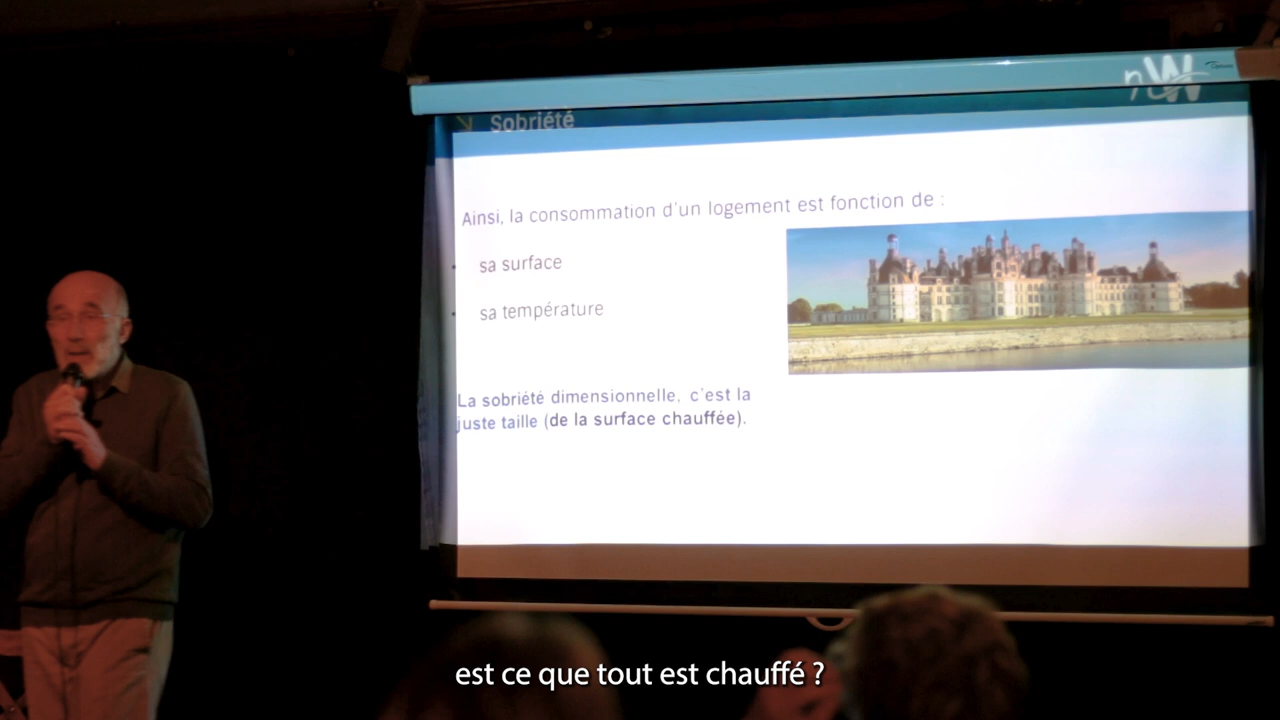 nW
Sobriété
Ainsi, la consommation d'un logement est fonction de :
sa surface
sa température
La sobriété dimensionnelle, c'est la
juste taille (de la surface chauffée).
est ce que tout est chauffé ?